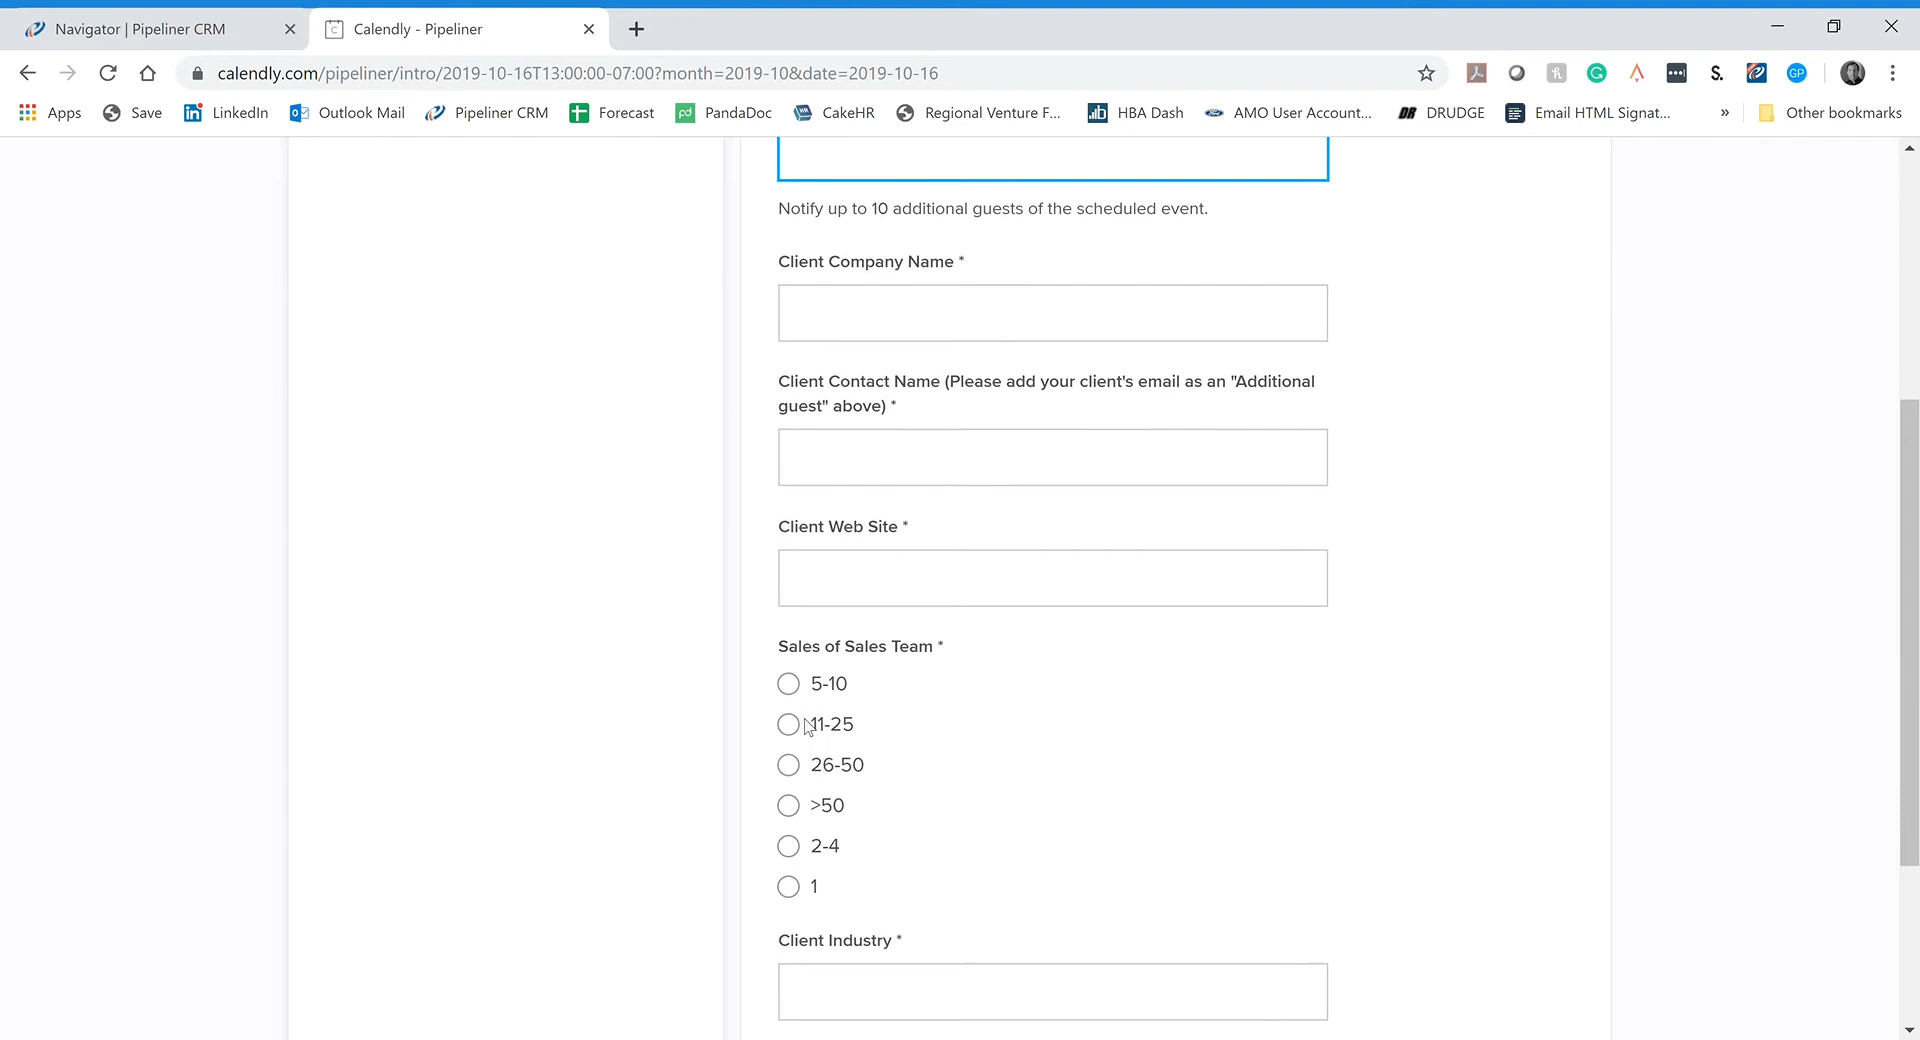 Navigator | Pipeliner CRM
Calendly - Pipeliner
calendly.com/pipeliner/intro/2019-10-16T13:00:00-07:00?month=2019-10&date=2019-10-16
Apps Save LinkedIn Outlook Mail Pipeliner CRM Forecast PandaDoc CakeHR Regional Venture F... HBA Dash AMO User Account... DRUDGE Email HTML Signat... » Other bookmarks
Notify up to 10 additional guests of the scheduled event.
Client Company Name *
Client Contact Name (Please add your client's email as an "Additional
guest" above) *
Client Web Site *
Sales of Sales Team *
5-10
11-25
26-50
>50
2-4
1
Client Industry *